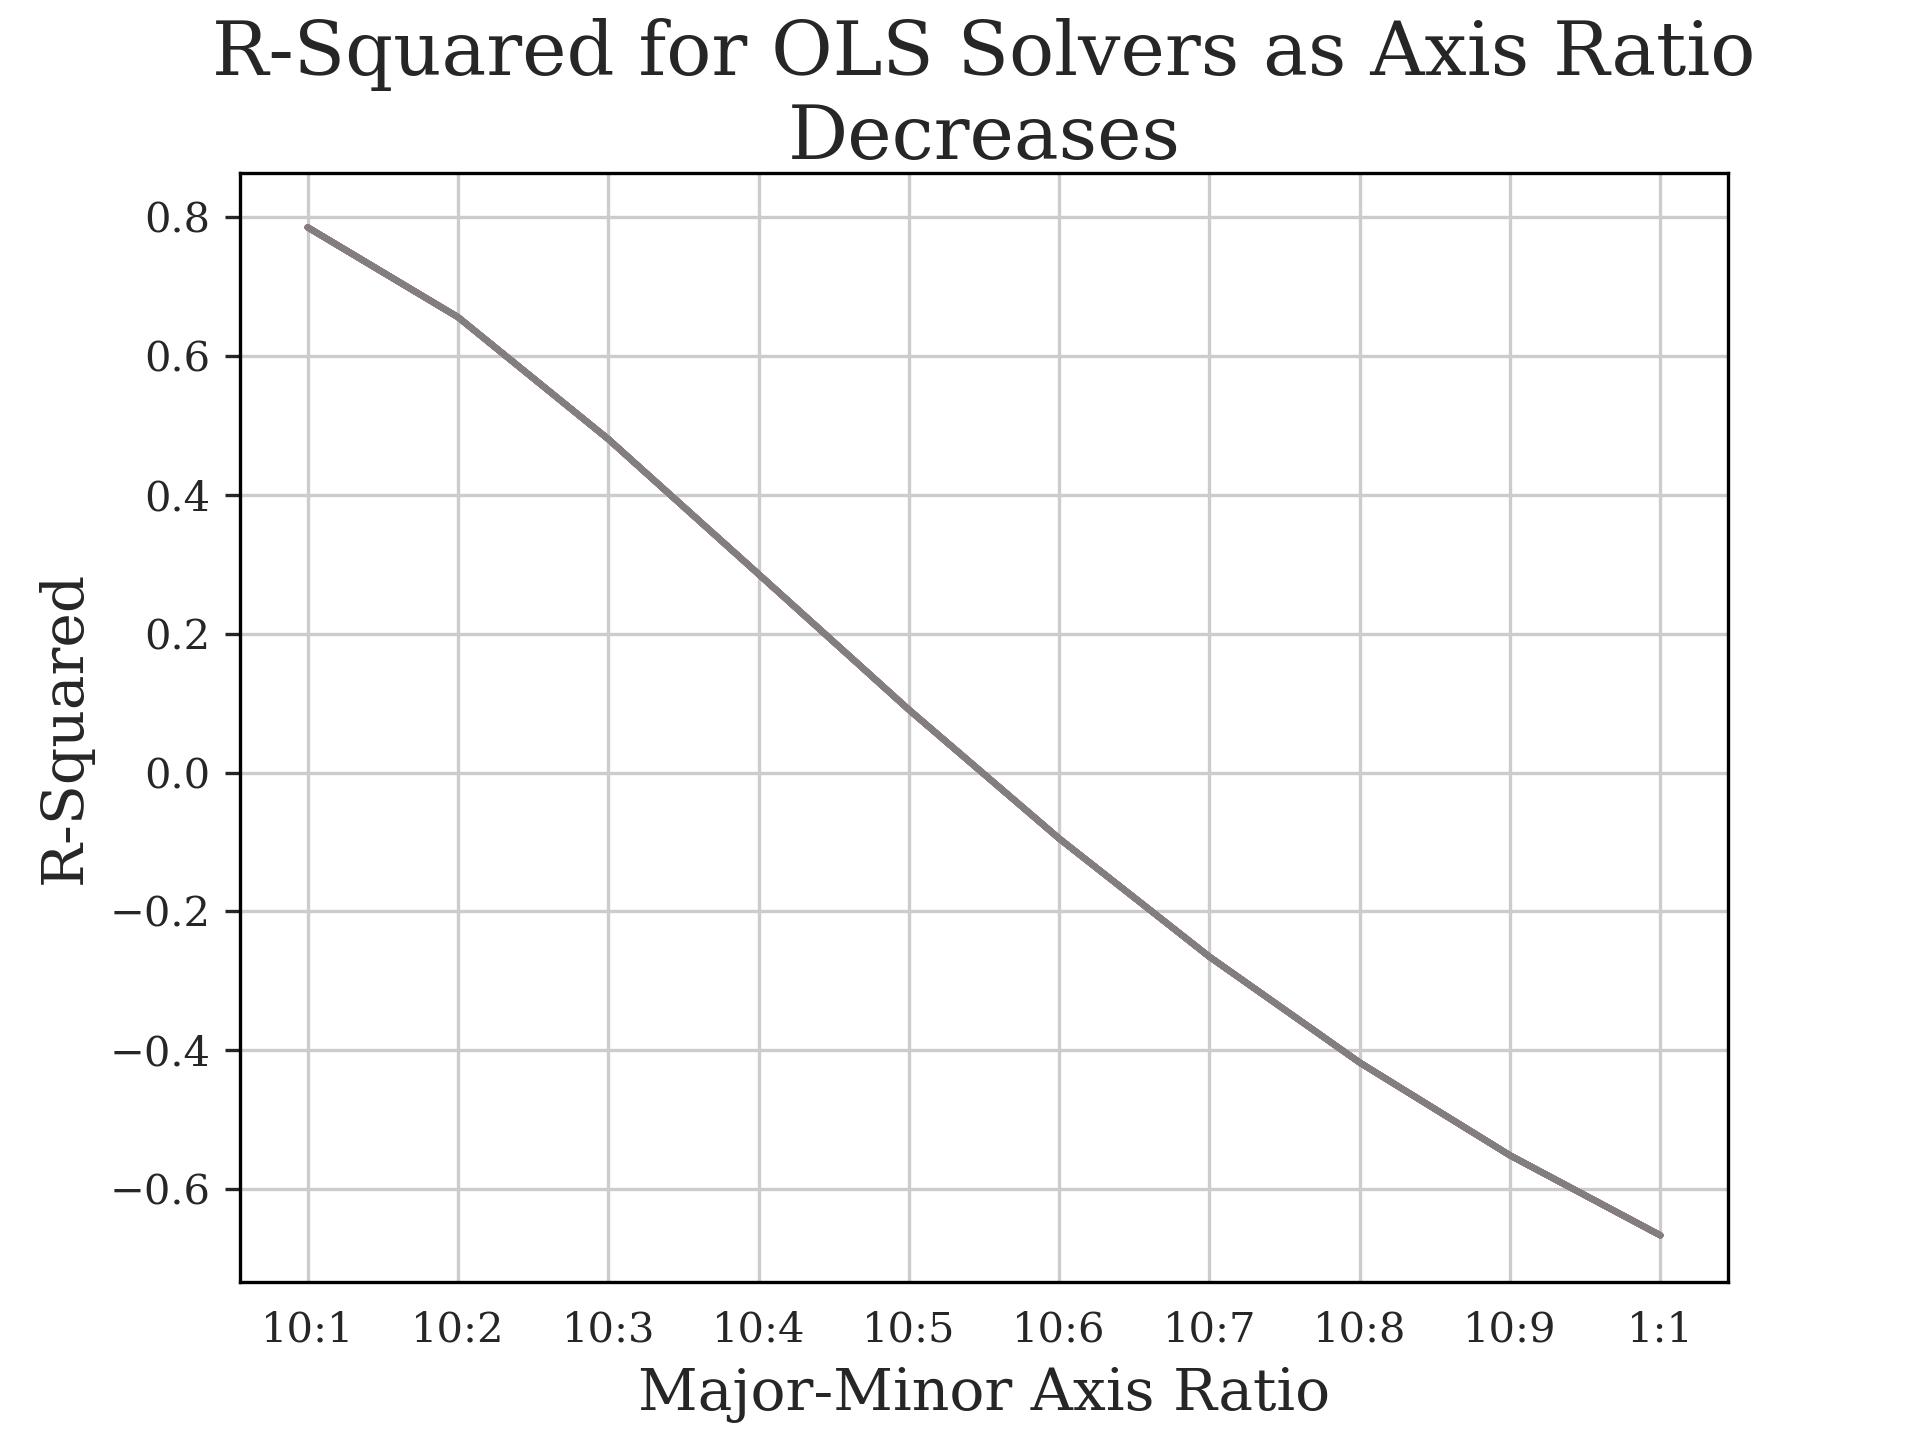 R-Squared for OLS Solvers as Axis Ratio
Decreases
0.8
0.6
0.4
0.2
0.0
−0.2
−0.4
−0.6
R-Squared
10:1 10:2 10:3 10:4 10:5 10:6 10:7 10:8 10:9 1:1
Major-Minor Axis Ratio